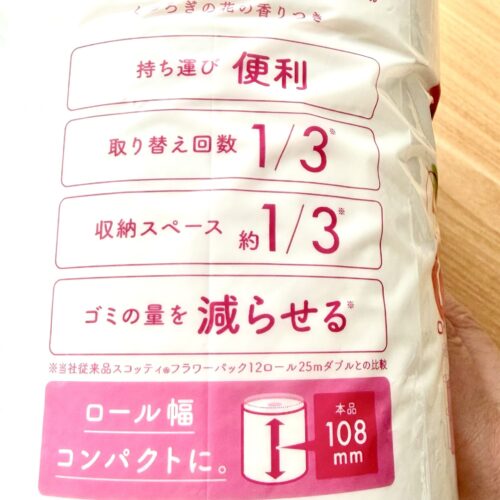 の花の香りつき
持ち運び 便利
取り替え回数 1/3※
収納スペース 約1/3※
ゴミの量を 減らせる※
※当社従来品スコッティ®フラワーパック12ロール25mダブルとの比較
ロール幅
コンパクトに。
本品
108
mm